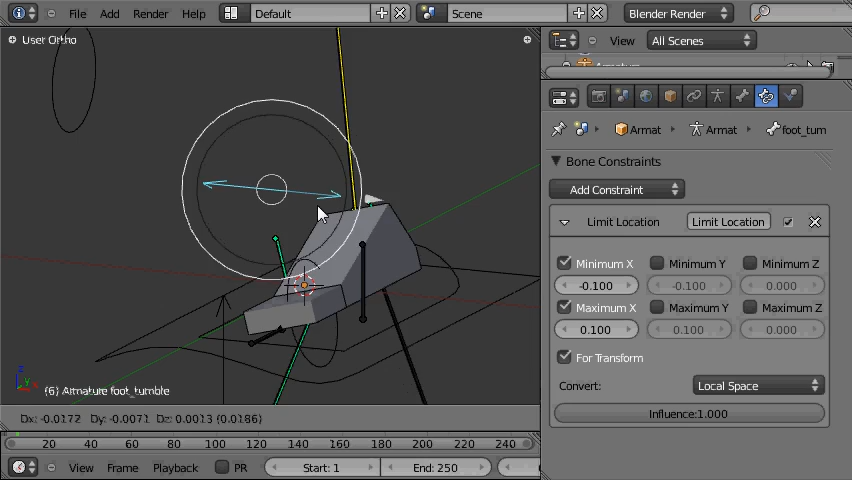 File Add Render Help Default Scene Blender Render
User Ortho
View All Scenes
Armat Armat foot_tum
Bone Constraints
Add Constraint
Limit Location Limit Location
Minimum X Minimum Y Minimum Z
-0.100 -0.100 0.000
Maximum X Maximum Y Maximum Z
0.100 0.100 0.000
For Transform
Convert: Local Space
Influence:1.000
z
y
(6) Armature foot_tumble
Dx: -0.0172 Dy: -0.0071 Dz: 0.0013 (0.0186)
20 40 60 80 100 120 140 160 180 200 220 240
View Frame Playback PR Start: 1 End: 250